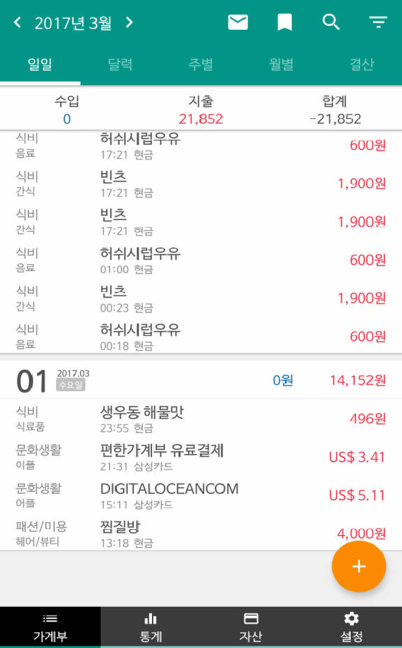 2017년 3월
일일 달력 주별 월별 결산
수입 지출 합계
0 21,852 -21,852
식비 허쉬시럽우유 600원
음료 17:21 현금
식비 빈츠 1,900원
간식 17:21 현금
식비 빈츠 1,900원
간식 17:21 현금
식비 허쉬시럽우유 600원
음료 01:00 현금
식비 빈츠 1,900원
간식 00:23 현금
식비 허쉬시럽우유 600원
음료 00:18 현금
01 2017.03 수요일 0원 14,152원
식비 생우동 해물맛 496원
식료품 23:55 현금
문화생활 편한가계부 유료결제 US$ 3.41
어플 21:31 삼성카드
문화생활 DIGITALOCEANCOM US$ 5.11
어플 15:11 삼성카드
패션/미용 찜질방 4,000원
헤어/뷰티 13:18 현금
가계부 통계 자산 설정